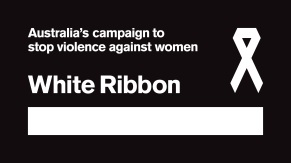 Australia's campaign to
stop violence against women
White Ribbon